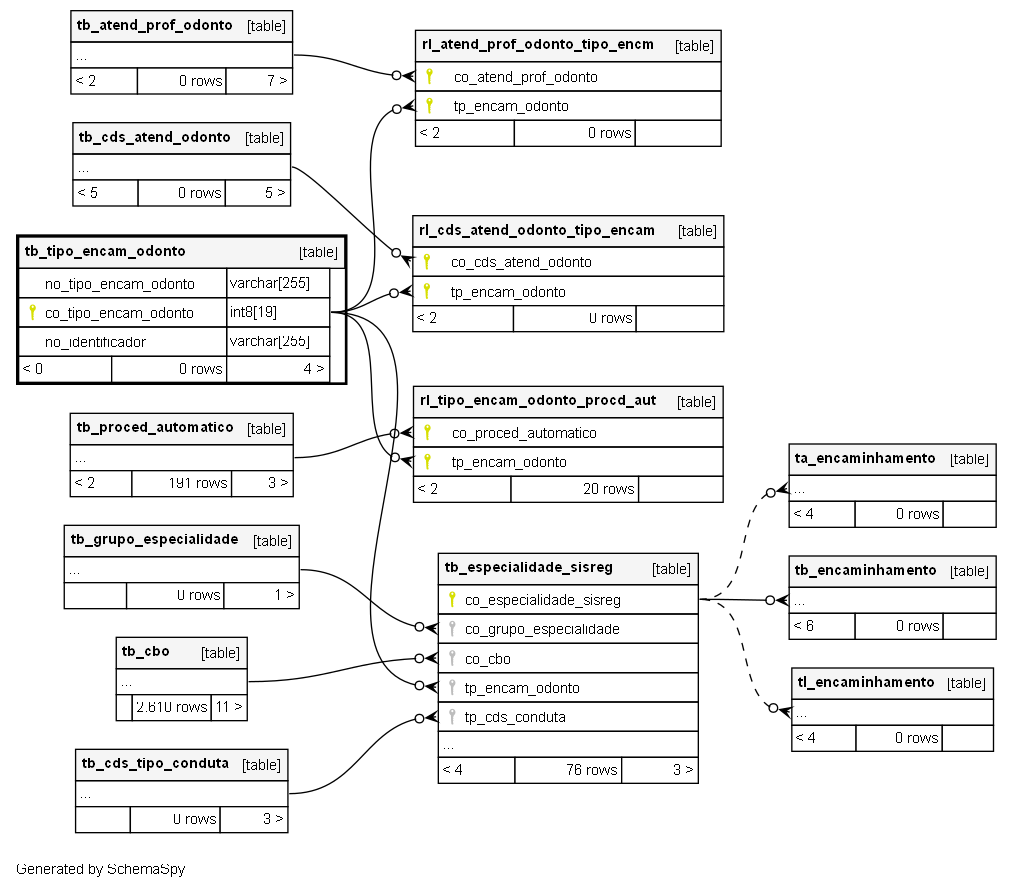 tb_atend_prof_odonto [table]
...
< 2 0 rows 7 >
rl_atend_prof_odonto_tipo_encm [table]
co_atend_prof_odonto
tp_encam_odonto
< 2 0 rows
tb_cds_atend_odonto [table]
...
< 5 0 rows 5 >
rl_cds_atend_odonto_tipo_encam [table]
co_cds_atend_odonto
tp_encam_odonto
< 2 0 rows
tb_tipo_encam_odonto [table]
no_tipo_encam_odonto varchar[255]
co_tipo_encam_odonto int8[19]
no_identificador varchar[255]
< 0 0 rows 4 >
rl_tipo_encam_odonto_procd_aut [table]
co_proced_automatico
tp_encam_odonto
< 2 20 rows
tb_proced_automatico [table]
...
< 2 191 rows 3 >
tb_grupo_especialidade [table]
...
0 rows 1 >
tb_especialidade_sisreg [table]
co_especialidade_sisreg
co_grupo_especialidade
co_cbo
tp_encam_odonto
tp_cds_conduta
...
< 4 76 rows 3 >
tb_cbo [table]
...
2.610 rows 11 >
tb_cds_tipo_conduta [table]
...
0 rows 3 >
ta_encaminhamento [table]
...
< 4 0 rows
tb_encaminhamento [table]
...
< 6 0 rows
tl_encaminhamento [table]
...
< 4 0 rows
Generated by SchemaSpy